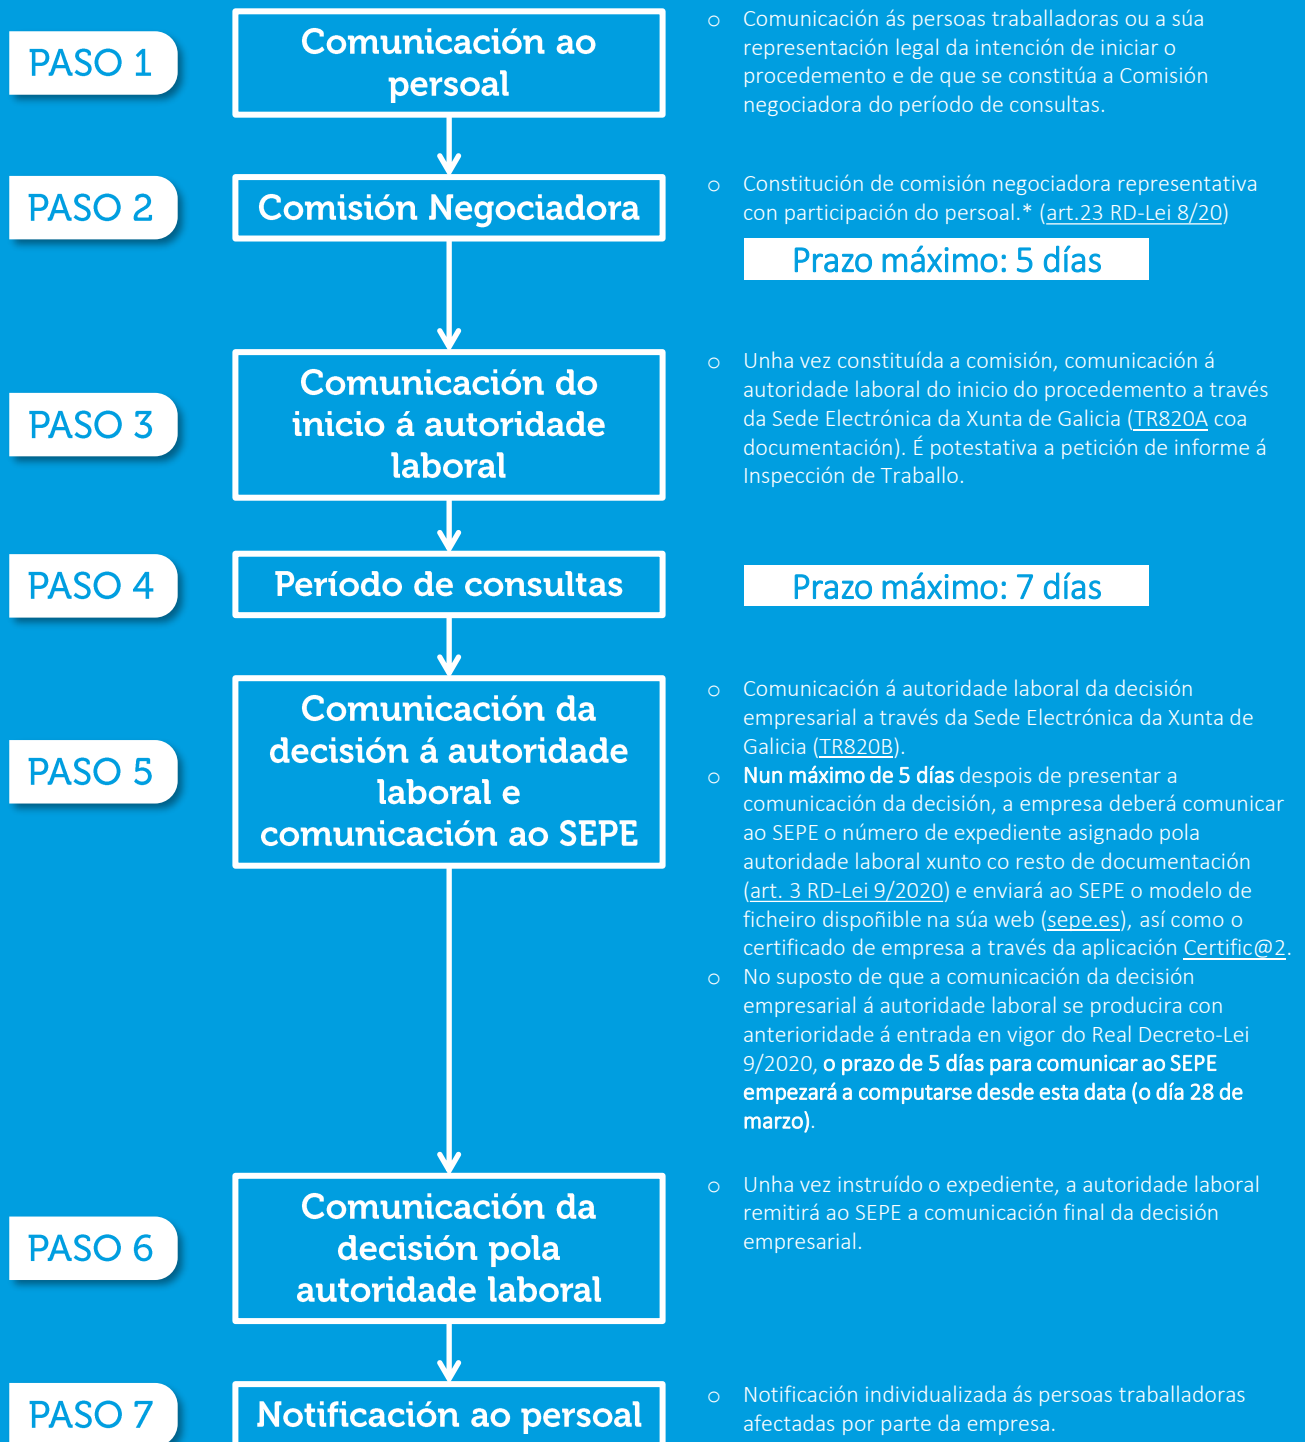 PASO 1
Comunicación ao
persoal
o Comunicación ás persoas traballadoras ou a súa
representación legal da intención de iniciar o
procedemento e de que se constitúa a Comisión
negociadora do período de consultas.
PASO 2
Comisión Negociadora
o Constitución de comisión negociadora representativa
con participación do persoal.* (art.23 RD-Lei 8/20)
Prazo máximo: 5 días
PASO 3
Comunicación do
inicio á autoridade
laboral
o Unha vez constituída a comisión, comunicación á
autoridade laboral do inicio do procedemento a través
da Sede Electrónica da Xunta de Galicia (TR820A coa
documentación). É potestativa a petición de informe á
Inspección de Traballo.
PASO 4
Período de consultas
Prazo máximo: 7 días
PASO 5
Comunicación da
decisión á autoridade
laboral e
comunicación ao SEPE
o Comunicación á autoridade laboral da decisión
empresarial a través da Sede Electrónica da Xunta de
Galicia (TR820B).
o Nun máximo de 5 días despois de presentar a
comunicación da decisión, a empresa deberá comunicar
ao SEPE o número de expediente asignado pola
autoridade laboral xunto co resto de documentación
(art. 3 RD-Lei 9/2020) e enviará ao SEPE o modelo de
ficheiro dispoñible na súa web (sepe.es), así como o
certificado de empresa a través da aplicación Certific@2.
o No suposto de que a comunicación da decisión
empresarial á autoridade laboral se producira con
anterioridade á entrada en vigor do Real Decreto-Lei
9/2020, o prazo de 5 días para comunicar ao SEPE
empezará a computarse desde esta data (o día 28 de
marzo).
PASO 6
Comunicación da
decisión pola
autoridade laboral
o Unha vez instruído o expediente, a autoridade laboral
remitirá ao SEPE a comunicación final da decisión
empresarial.
PASO 7
Notificación ao persoal
o Notificación individualizada ás persoas traballadoras
afectadas por parte da empresa.